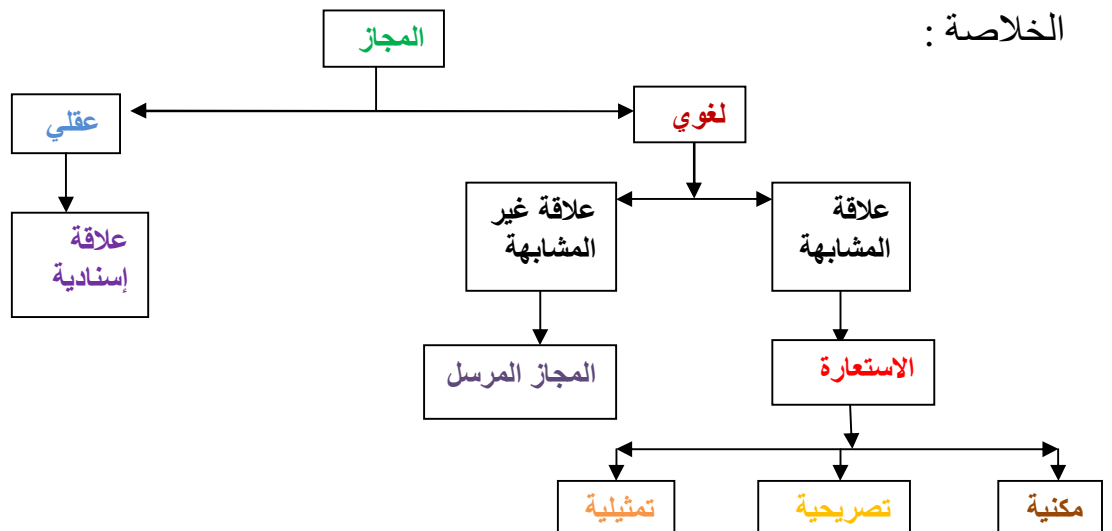 الخلاصة :
المجاز
لغوي
عقلي
علاقة
المشابهة
علاقة غير
المشابهة
علاقة
إسنادية
الاستعارة
المجاز المرسل
مكنية
تصريحية
تمثيلية